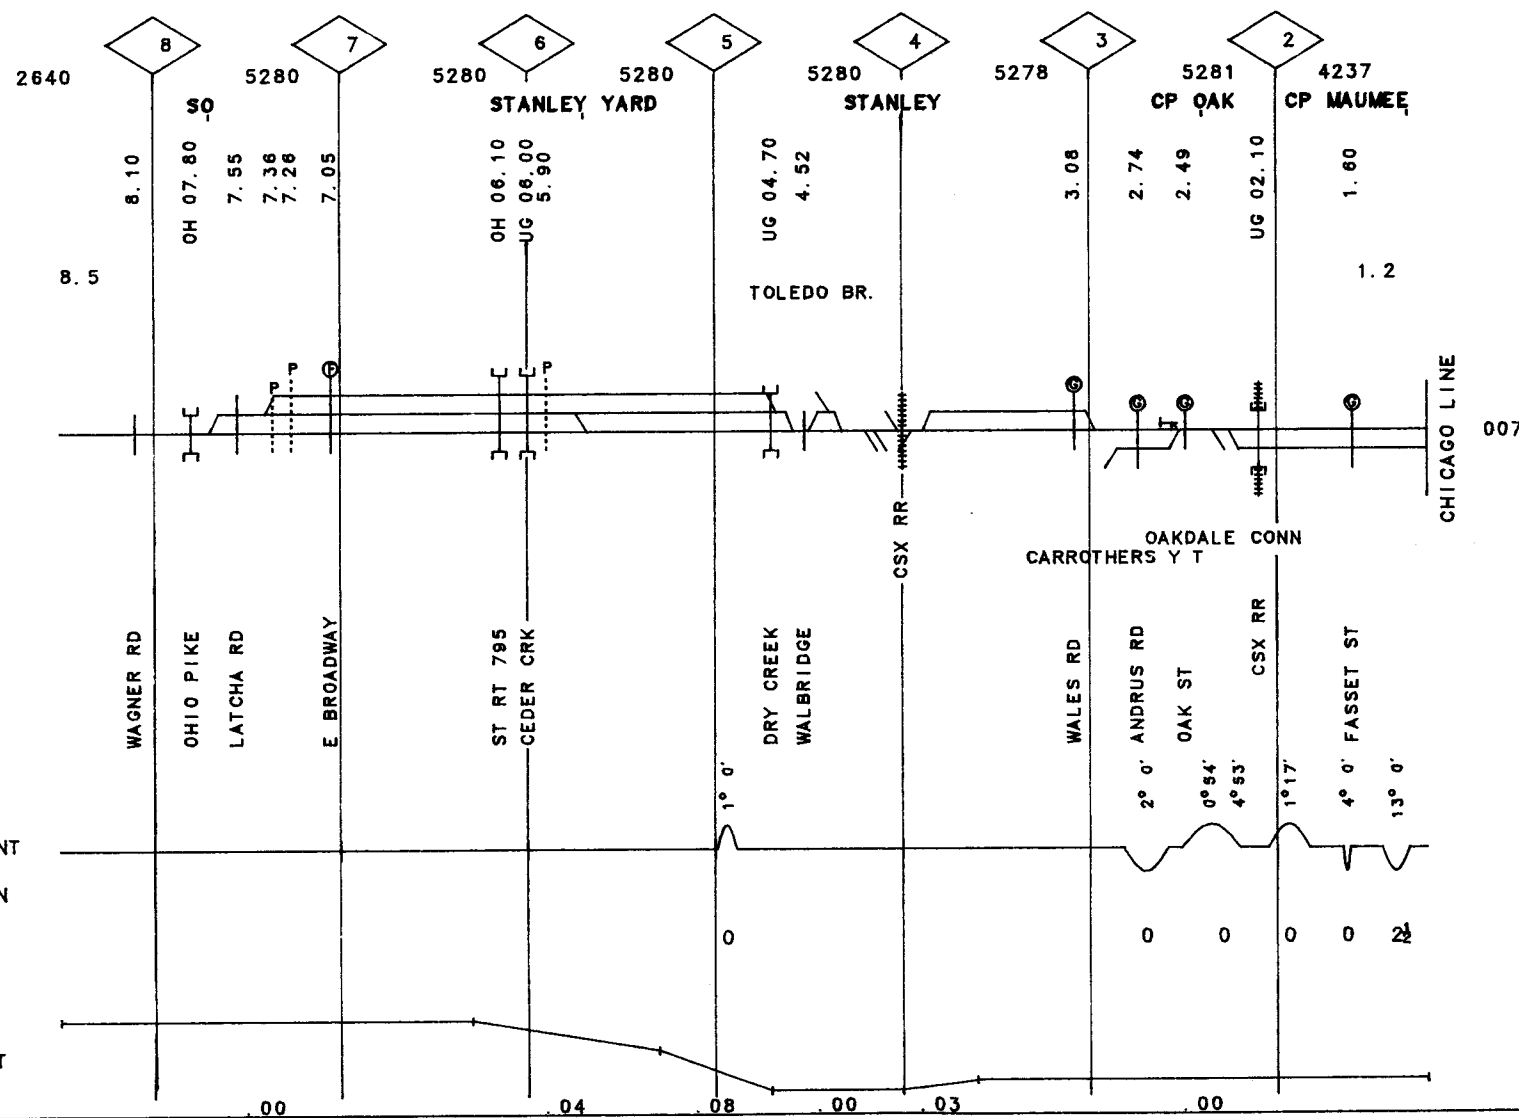 8 7 6 5 4 3 2
2640 5280 5280 5280 5280 5278 5281 4237
SO STANLEY YARD STANLEY CP OAK CP MAUMEE
8.10
OH 07.80
7.55
7.36
7.26
7.05
OH 06.10
UG 06.00
5.90
UG 04.70
4.52
3.08
2.74
2.49
UG 02.10
1.60
8.5 1.2
TOLEDO BR.
P P P P G G G G
CHICAGO LINE
007
CSX RR
OAKDALE CONN
CARROTHERS Y T
WAGNER RD
OHIO PIKE
LATCHA RD
E BROADWAY
ST RT 795
CEDER CRK
DRY CREEK
WALBRIDGE
WALES RD
ANDRUS RD
OAK ST
CSX RR
FASSET ST
1° 0'
2° 0'
0°54'
4°53'
1°17'
4° 0'
13° 0'
NT
N
0 0 0 0 0 2½
T
.00 .04 .08 .00 .03 .00